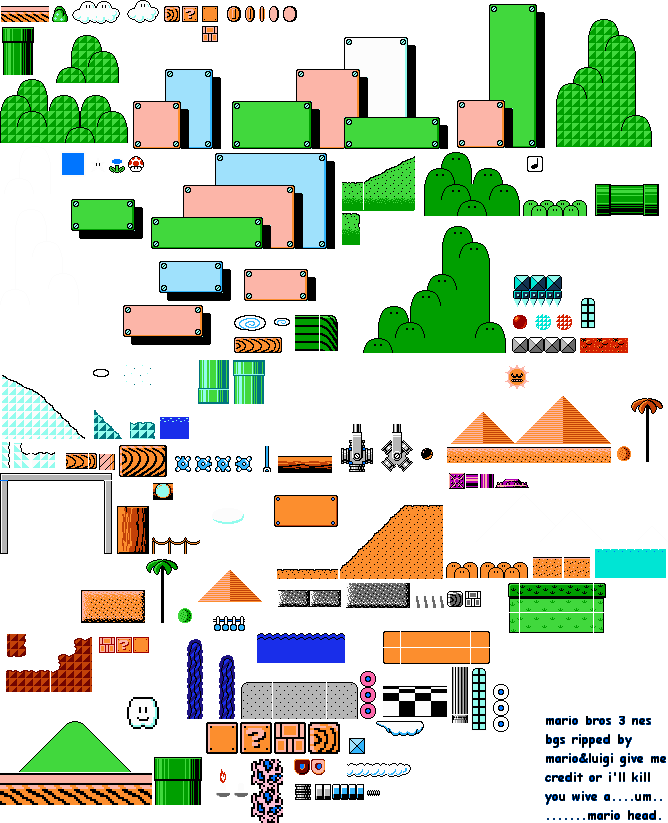 mario bros 3 nes
bgs ripped by
mario&luigi give me
credit or i'll kill
you wive a....um..
.......mario head.